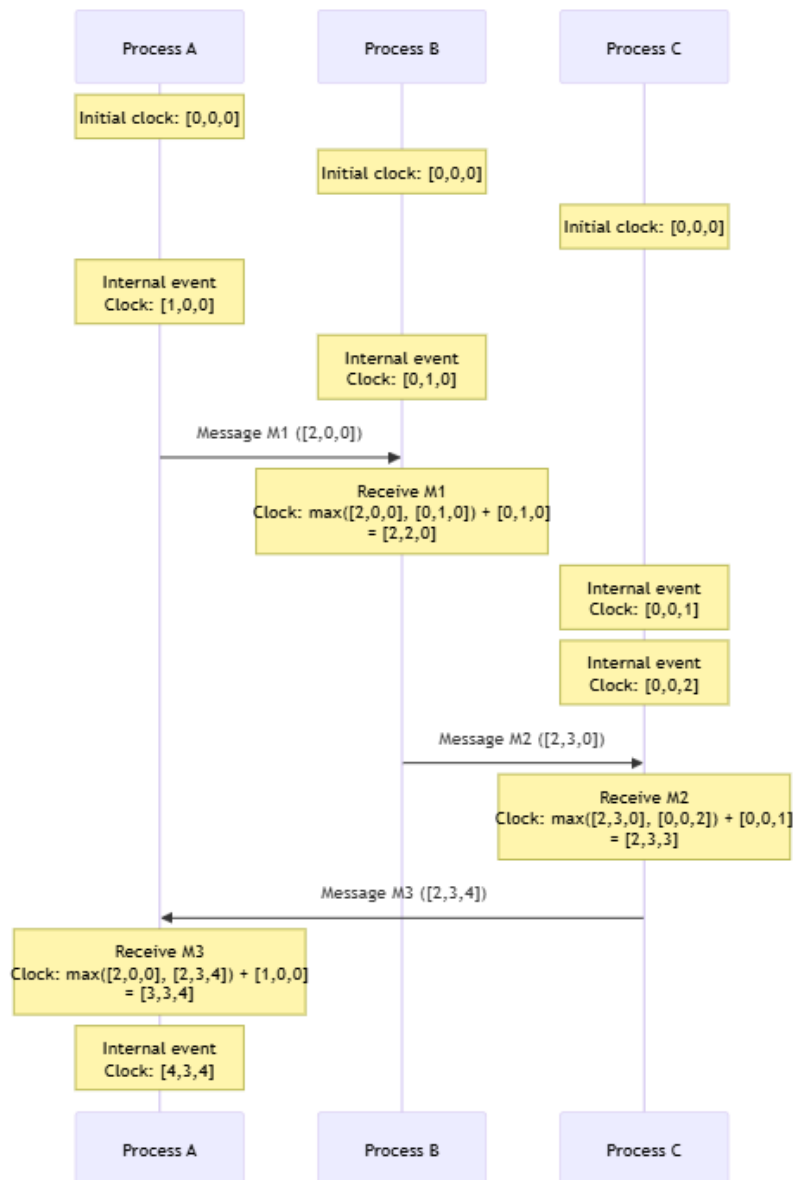 Process A
Process B
Process C
Initial clock: [0,0,0]
Initial clock: [0,0,0]
Initial clock: [0,0,0]
Internal event
Clock: [1,0,0]
Internal event
Clock: [0,1,0]
Message M1 ([2,0,0])
Receive M1
Clock: max([2,0,0], [0,1,0]) + [0,1,0]
= [2,2,0]
Internal event
Clock: [0,0,1]
Internal event
Clock: [0,0,2]
Message M2 ([2,3,0])
Receive M2
Clock: max([2,3,0], [0,0,2]) + [0,0,1]
= [2,3,3]
Message M3 ([2,3,4])
Receive M3
Clock: max([2,0,0], [2,3,4]) + [1,0,0]
= [3,3,4]
Internal event
Clock: [4,3,4]
Process A
Process B
Process C